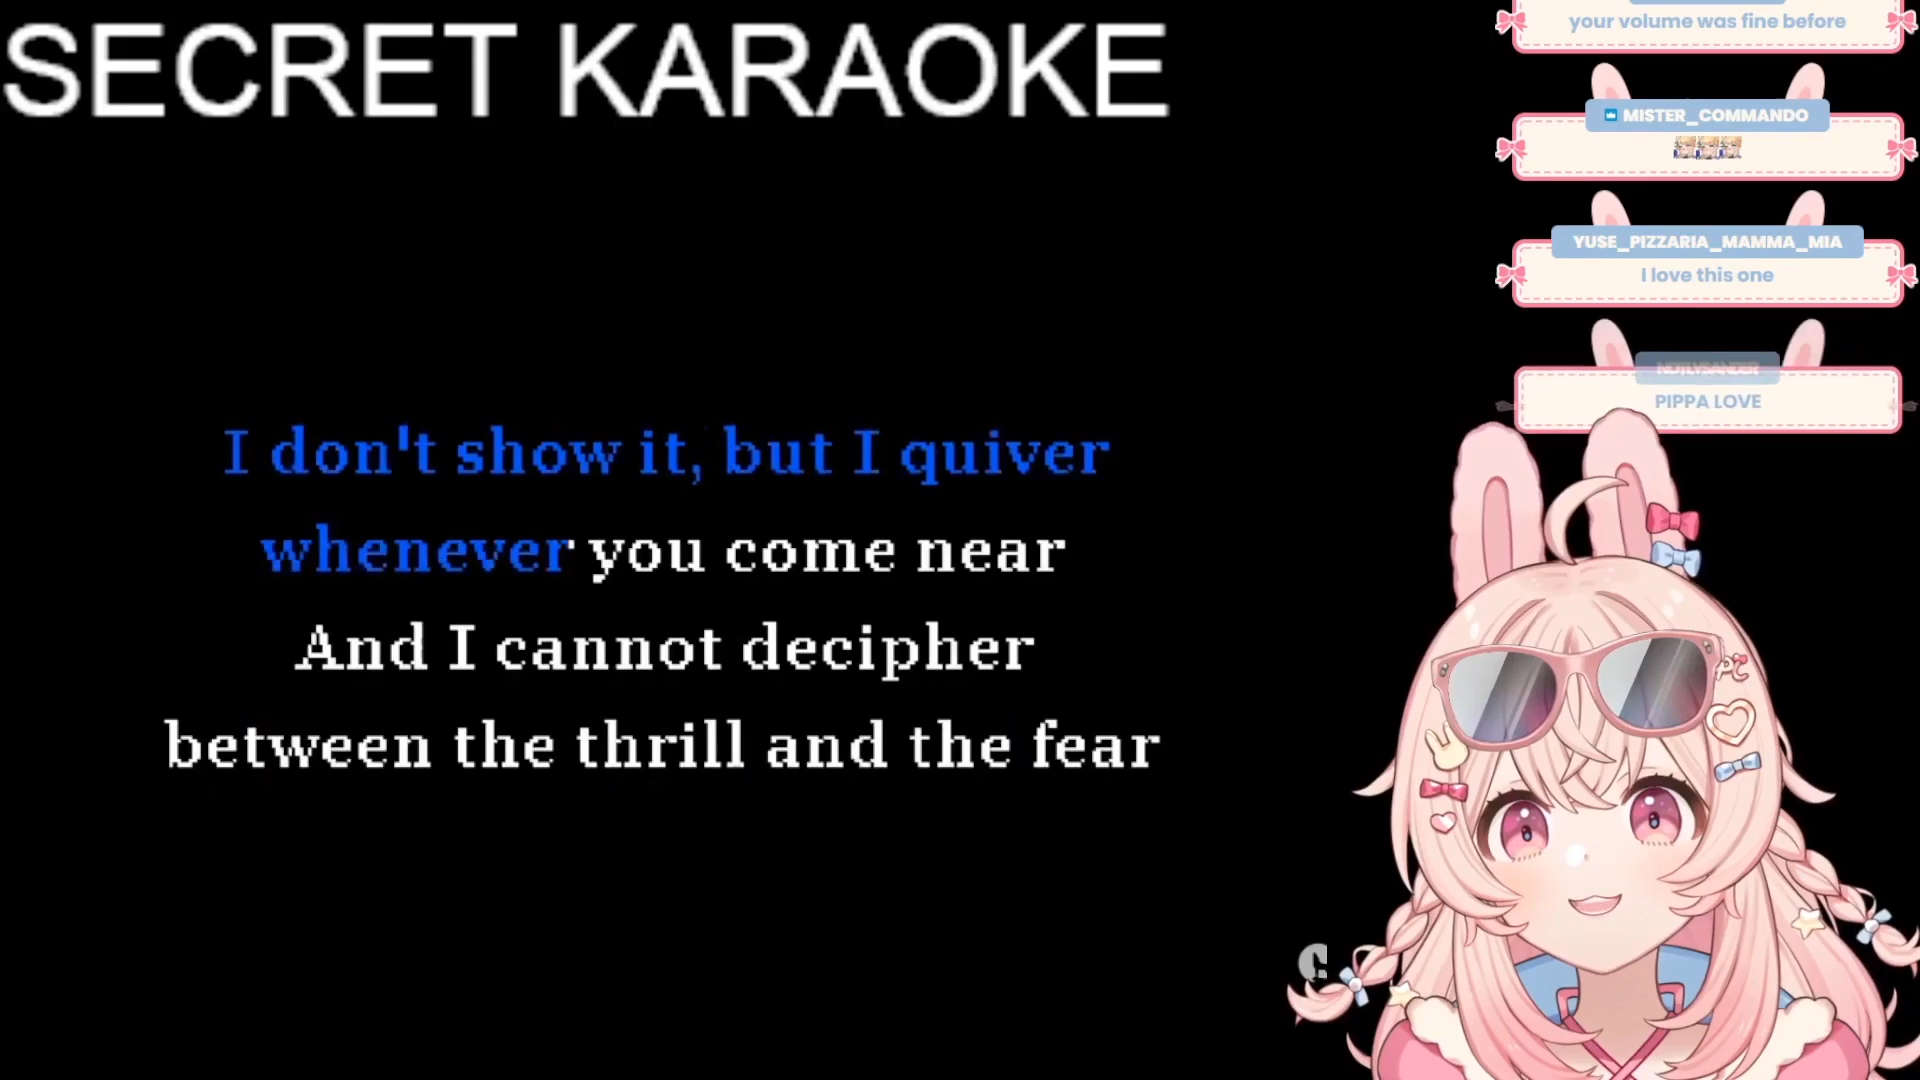 SECRET KARAOKE
I don't show it, but I quiver
whenever you come near
And I cannot decipher
between the thrill and the fear
your volume was fine before
MISTER_COMMANDO
YUSE_PIZZARIA_MAMMA_MIA
I love this one
PIPPA LOVE